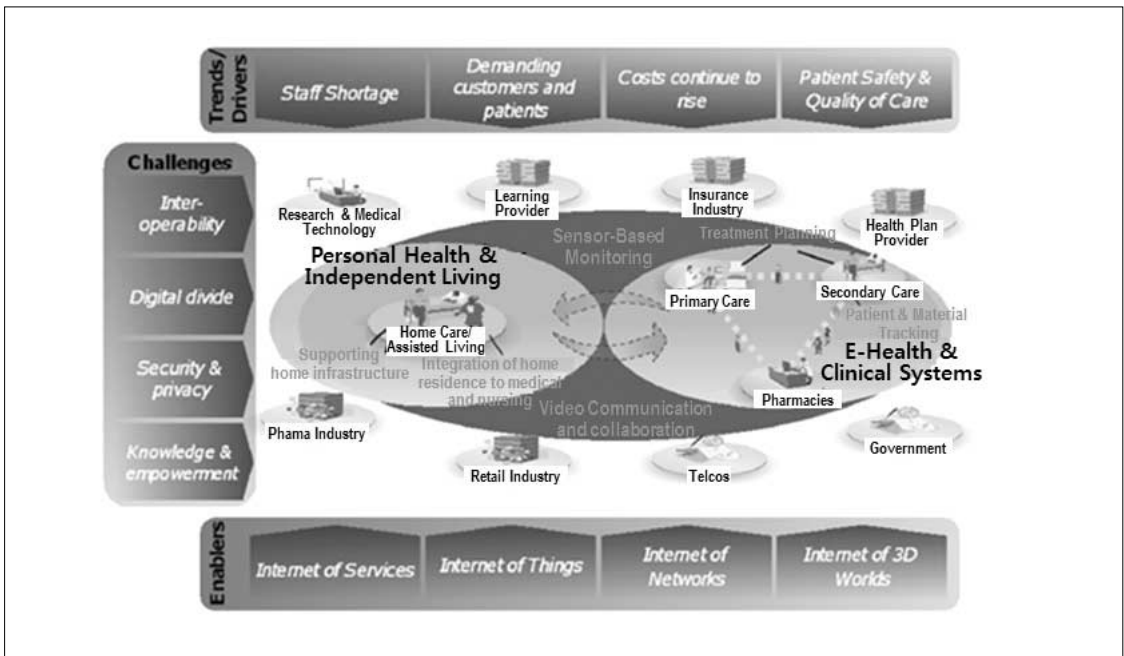 Trends/
Drivers
Staff Shortage
Demanding
customers and
patients
Costs continue to
rise
Patient Safety &
Quality of Care
Challenges
Inter-
operability
Digital divide
Security &
privacy
Knowledge &
empowerment
Research & Medical
Technology
Learning
Provider
Insurance
Industry
Health Plan
Provider
Sensor-Based
Monitoring
Treatment Planning
Personal Health &
Independent Living
Primary Care
Secondary Care
Patient & Material
Tracking
Home Care/
Assisted Living
Supporting
home infrastructure
Integration of home
residence to medical
and nursing
E-Health &
Clinical Systems
Pharmacies
Video Communication
and collaboration
Phama Industry
Retail Industry
Telcos
Government
Enablers
Internet of Services
Internet of Things
Internet of
Networks
Internet of 3D
Worlds